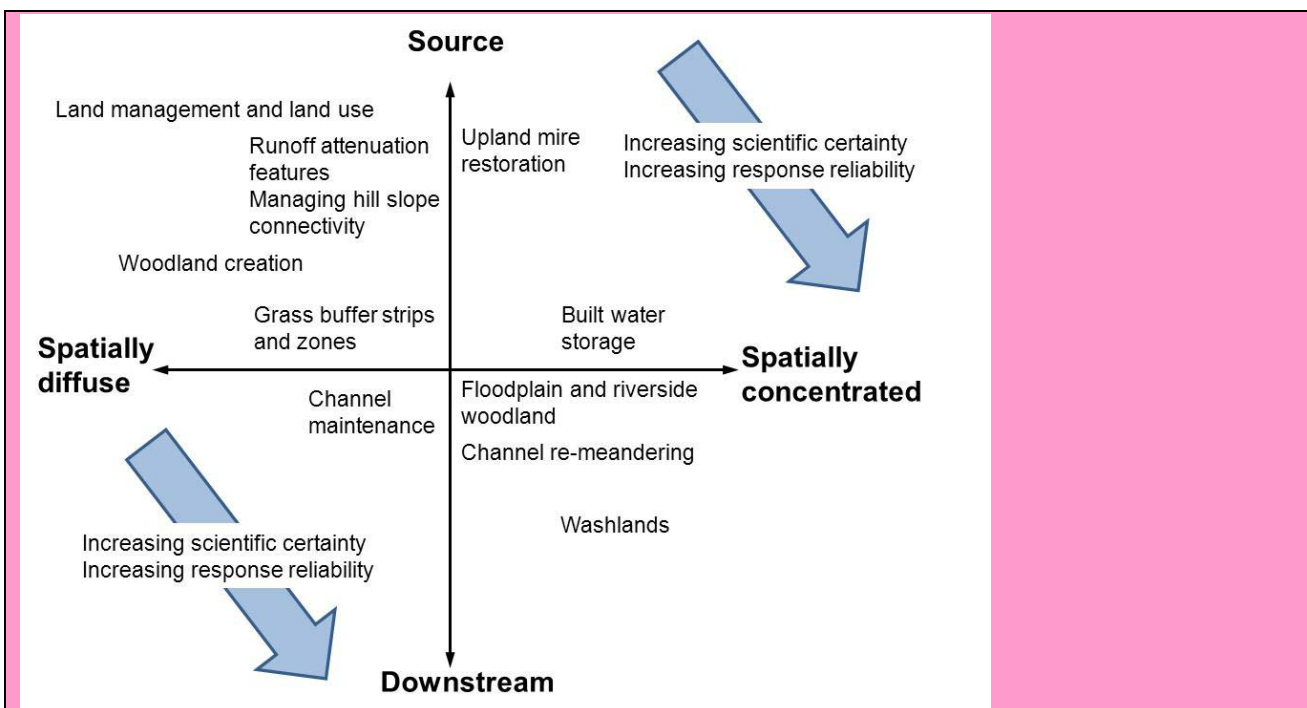 Source
Land management and land use
Runoff attenuation
features
Managing hill slope
connectivity
Upland mire
restoration
Increasing scientific certainty
Increasing response reliability
Woodland creation
Grass buffer strips
and zones
Built water
storage
Spatially
diffuse
Spatially
concentrated
Channel
maintenance
Floodplain and riverside
woodland
Channel re-meandering
Washlands
Increasing scientific certainty
Increasing response reliability
Downstream